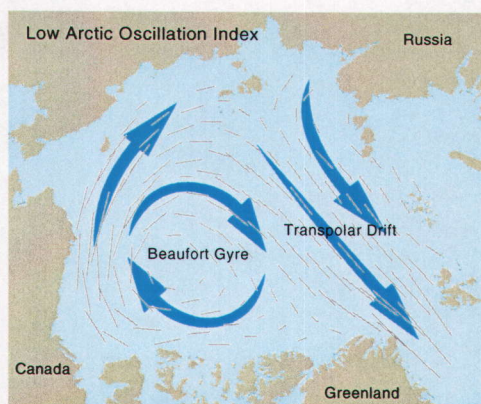 Low Arctic Oscillation Index
Russia
Transpolar Drift
Beaufort Gyre
Canada
Greenland